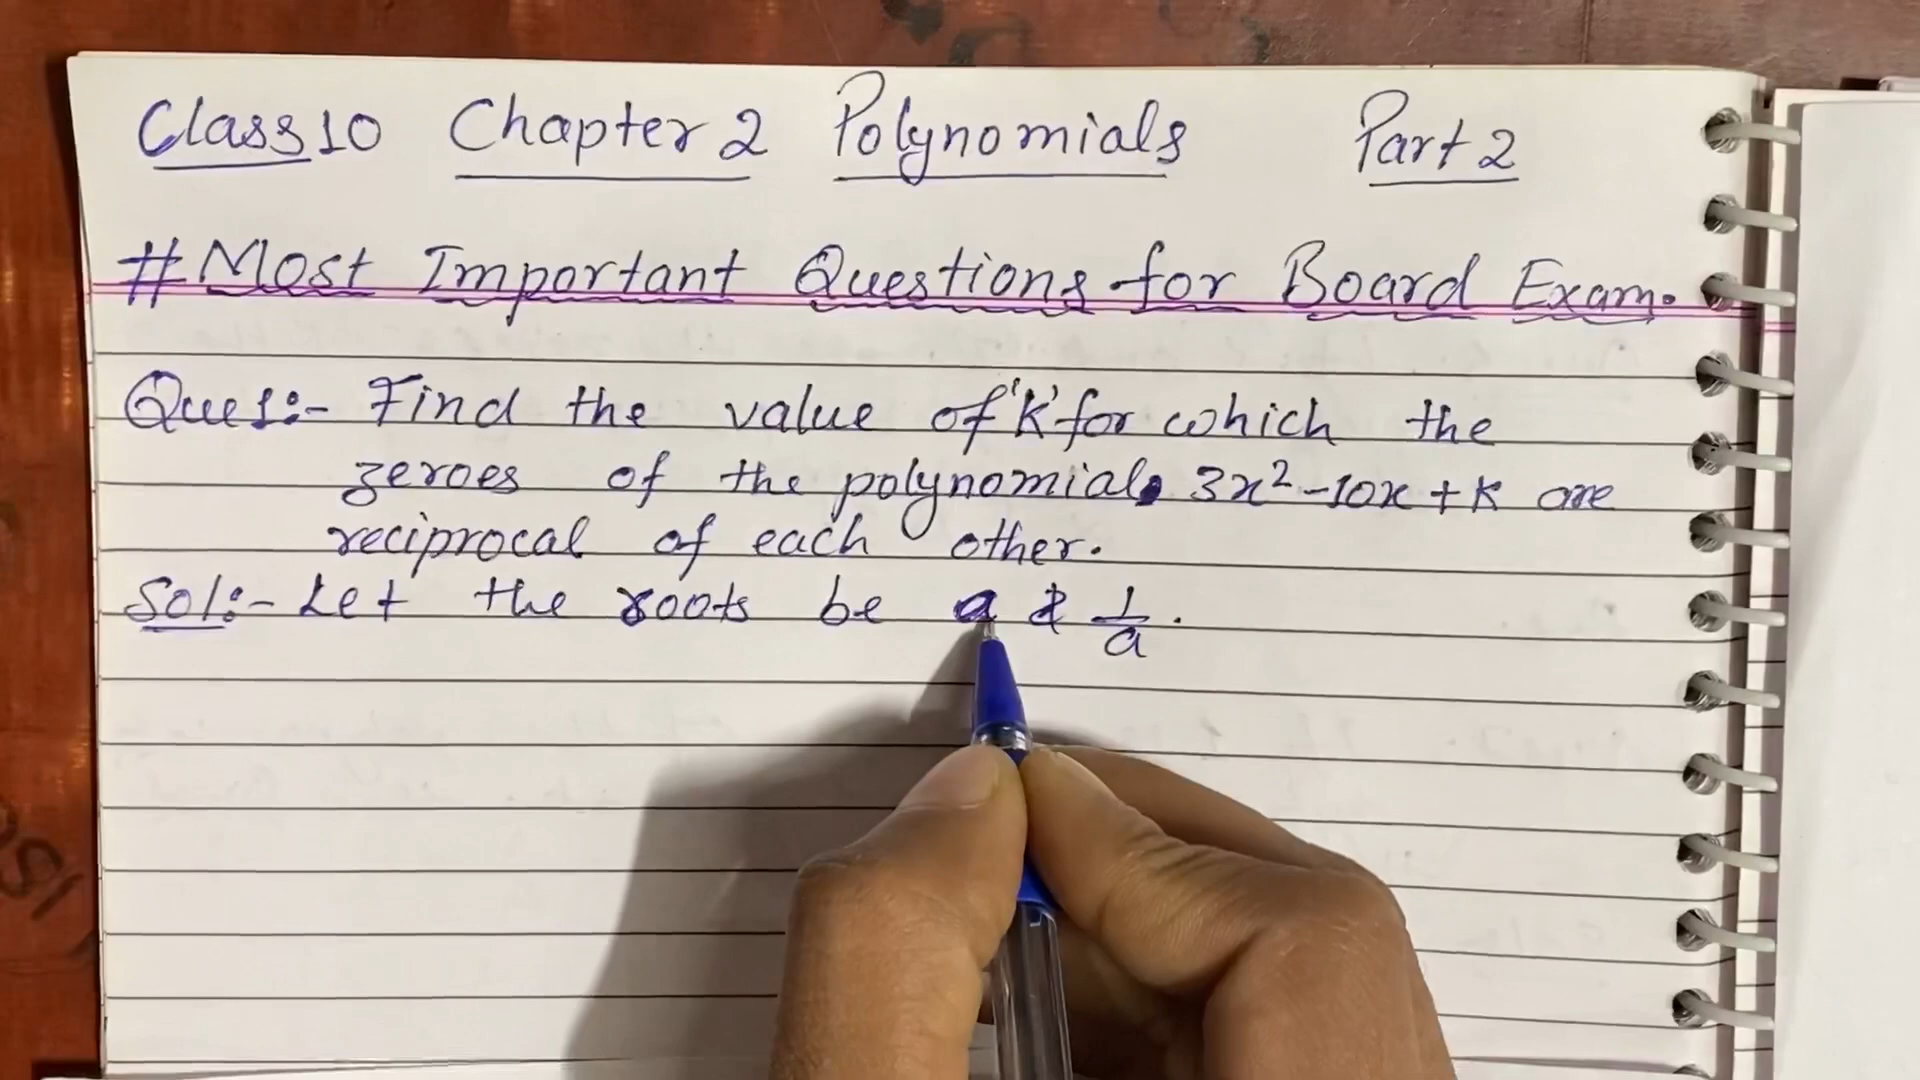 Class 10 Chapter 2 Polynomials Part 2
# Most Important Questions for Board Exam.
Ques1:- Find the value of 'K' for which the
zeroes of the polynomial 3x² - 10x + K are
reciprocal of each other.
Sol:- Let the roots be a & 1/a.